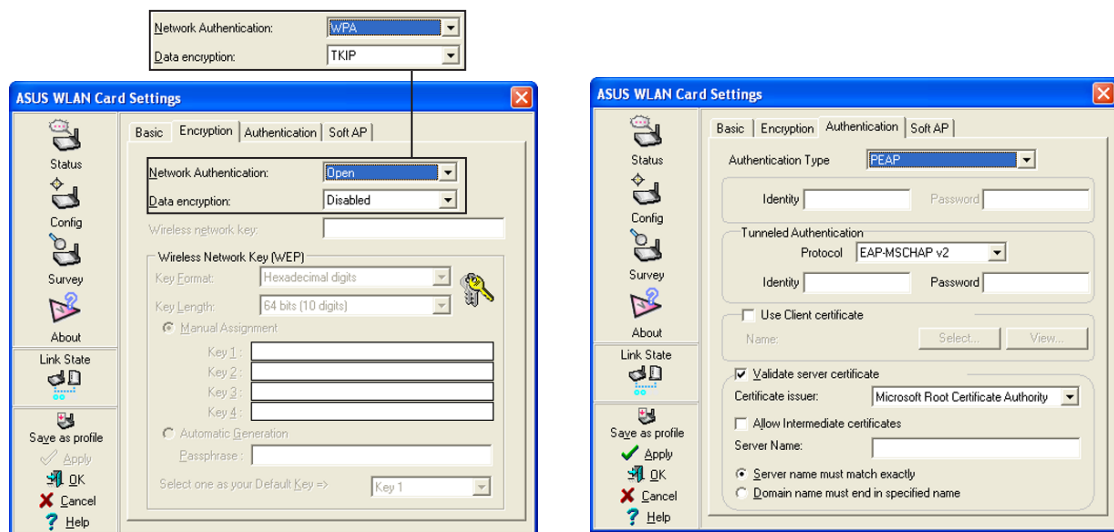 Network Authentication: WPA
Data encryption: TKIP
ASUS WLAN Card Settings
Status
Config
Survey
About
Link State
Save as profile
Apply
OK
Cancel
Help
Basic Encryption Authentication Soft AP
Network Authentication: Open
Data encryption: Disabled
Wireless network key:
Wireless Network Key (WEP)
Key Format: Hexadecimal digits
Key Length: 64 bits (10 digits)
Manual Assignment
Key 1 :
Key 2 :
Key 3 :
Key 4 :
Automatic Generation
Passphrase :
Select one as your Default Key => Key 1
ASUS WLAN Card Settings
Status
Config
Survey
About
Link State
Save as profile
Apply
OK
Cancel
Help
Basic Encryption Authentication Soft AP
Authentication Type PEAP
Identity Password
Tunneled Authentication
Protocol EAP-MSCHAP v2
Identity Password
Use Client certificate
Name: Select... View...
Validate server certificate
Certificate issuer: Microsoft Root Certificate Authority
Allow Intermediate certificates
Server Name:
Server name must match exactly
Domain name must end in specified name